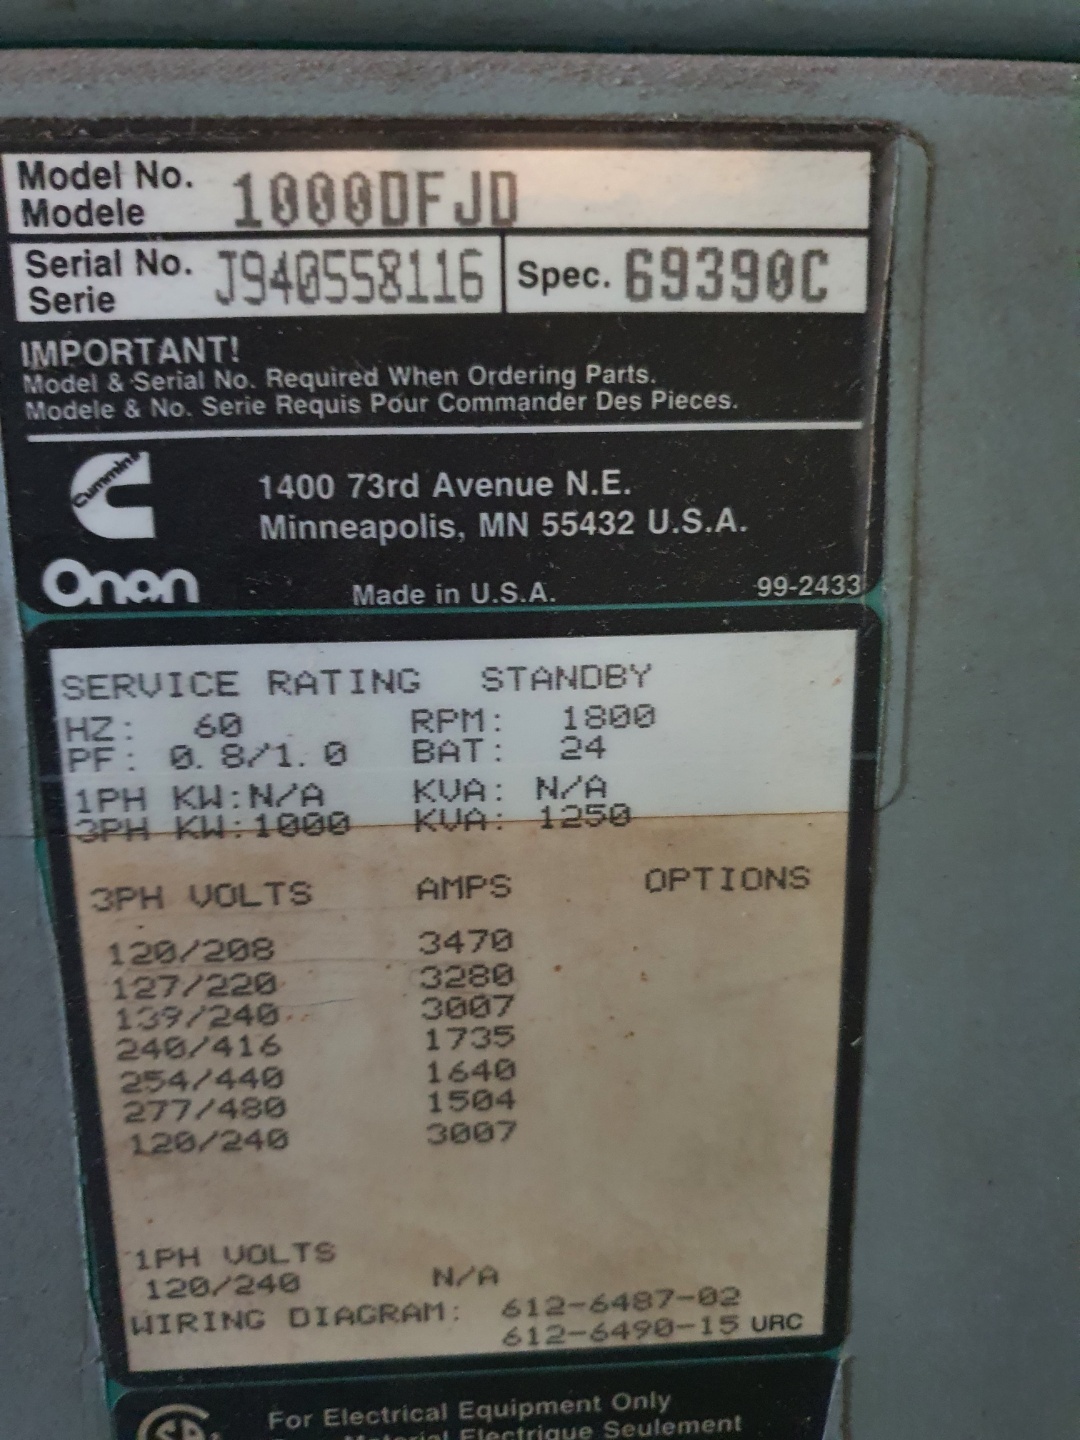 Model No. 1000DFJD
Modele
Serial No. J940558116 Spec. 69390C
Serie
IMPORTANT!
Model & Serial No. Required When Ordering Parts.
Modele & No. Serie Requis Pour Commander Des Pieces.
Cummins
1400 73rd Avenue N.E.
Minneapolis, MN 55432 U.S.A.
Onan
Made in U.S.A. 99-2433
SERVICE RATING STANDBY
HZ: 60 RPM: 1800
PF: 0.8/1.0 BAT: 24
1PH KW:N/A KVA: N/A
3PH KW:1000 KVA: 1250
3PH VOLTS AMPS OPTIONS
120/208 3470
127/220 3280
139/240 3007
240/416 1735
254/440 1640
277/480 1504
120/240 3007
1PH VOLTS
120/240 N/A
WIRING DIAGRAM: 612-6487-02
612-6490-15 URC
For Electrical Equipment Only
Materiel Electrique Seulement